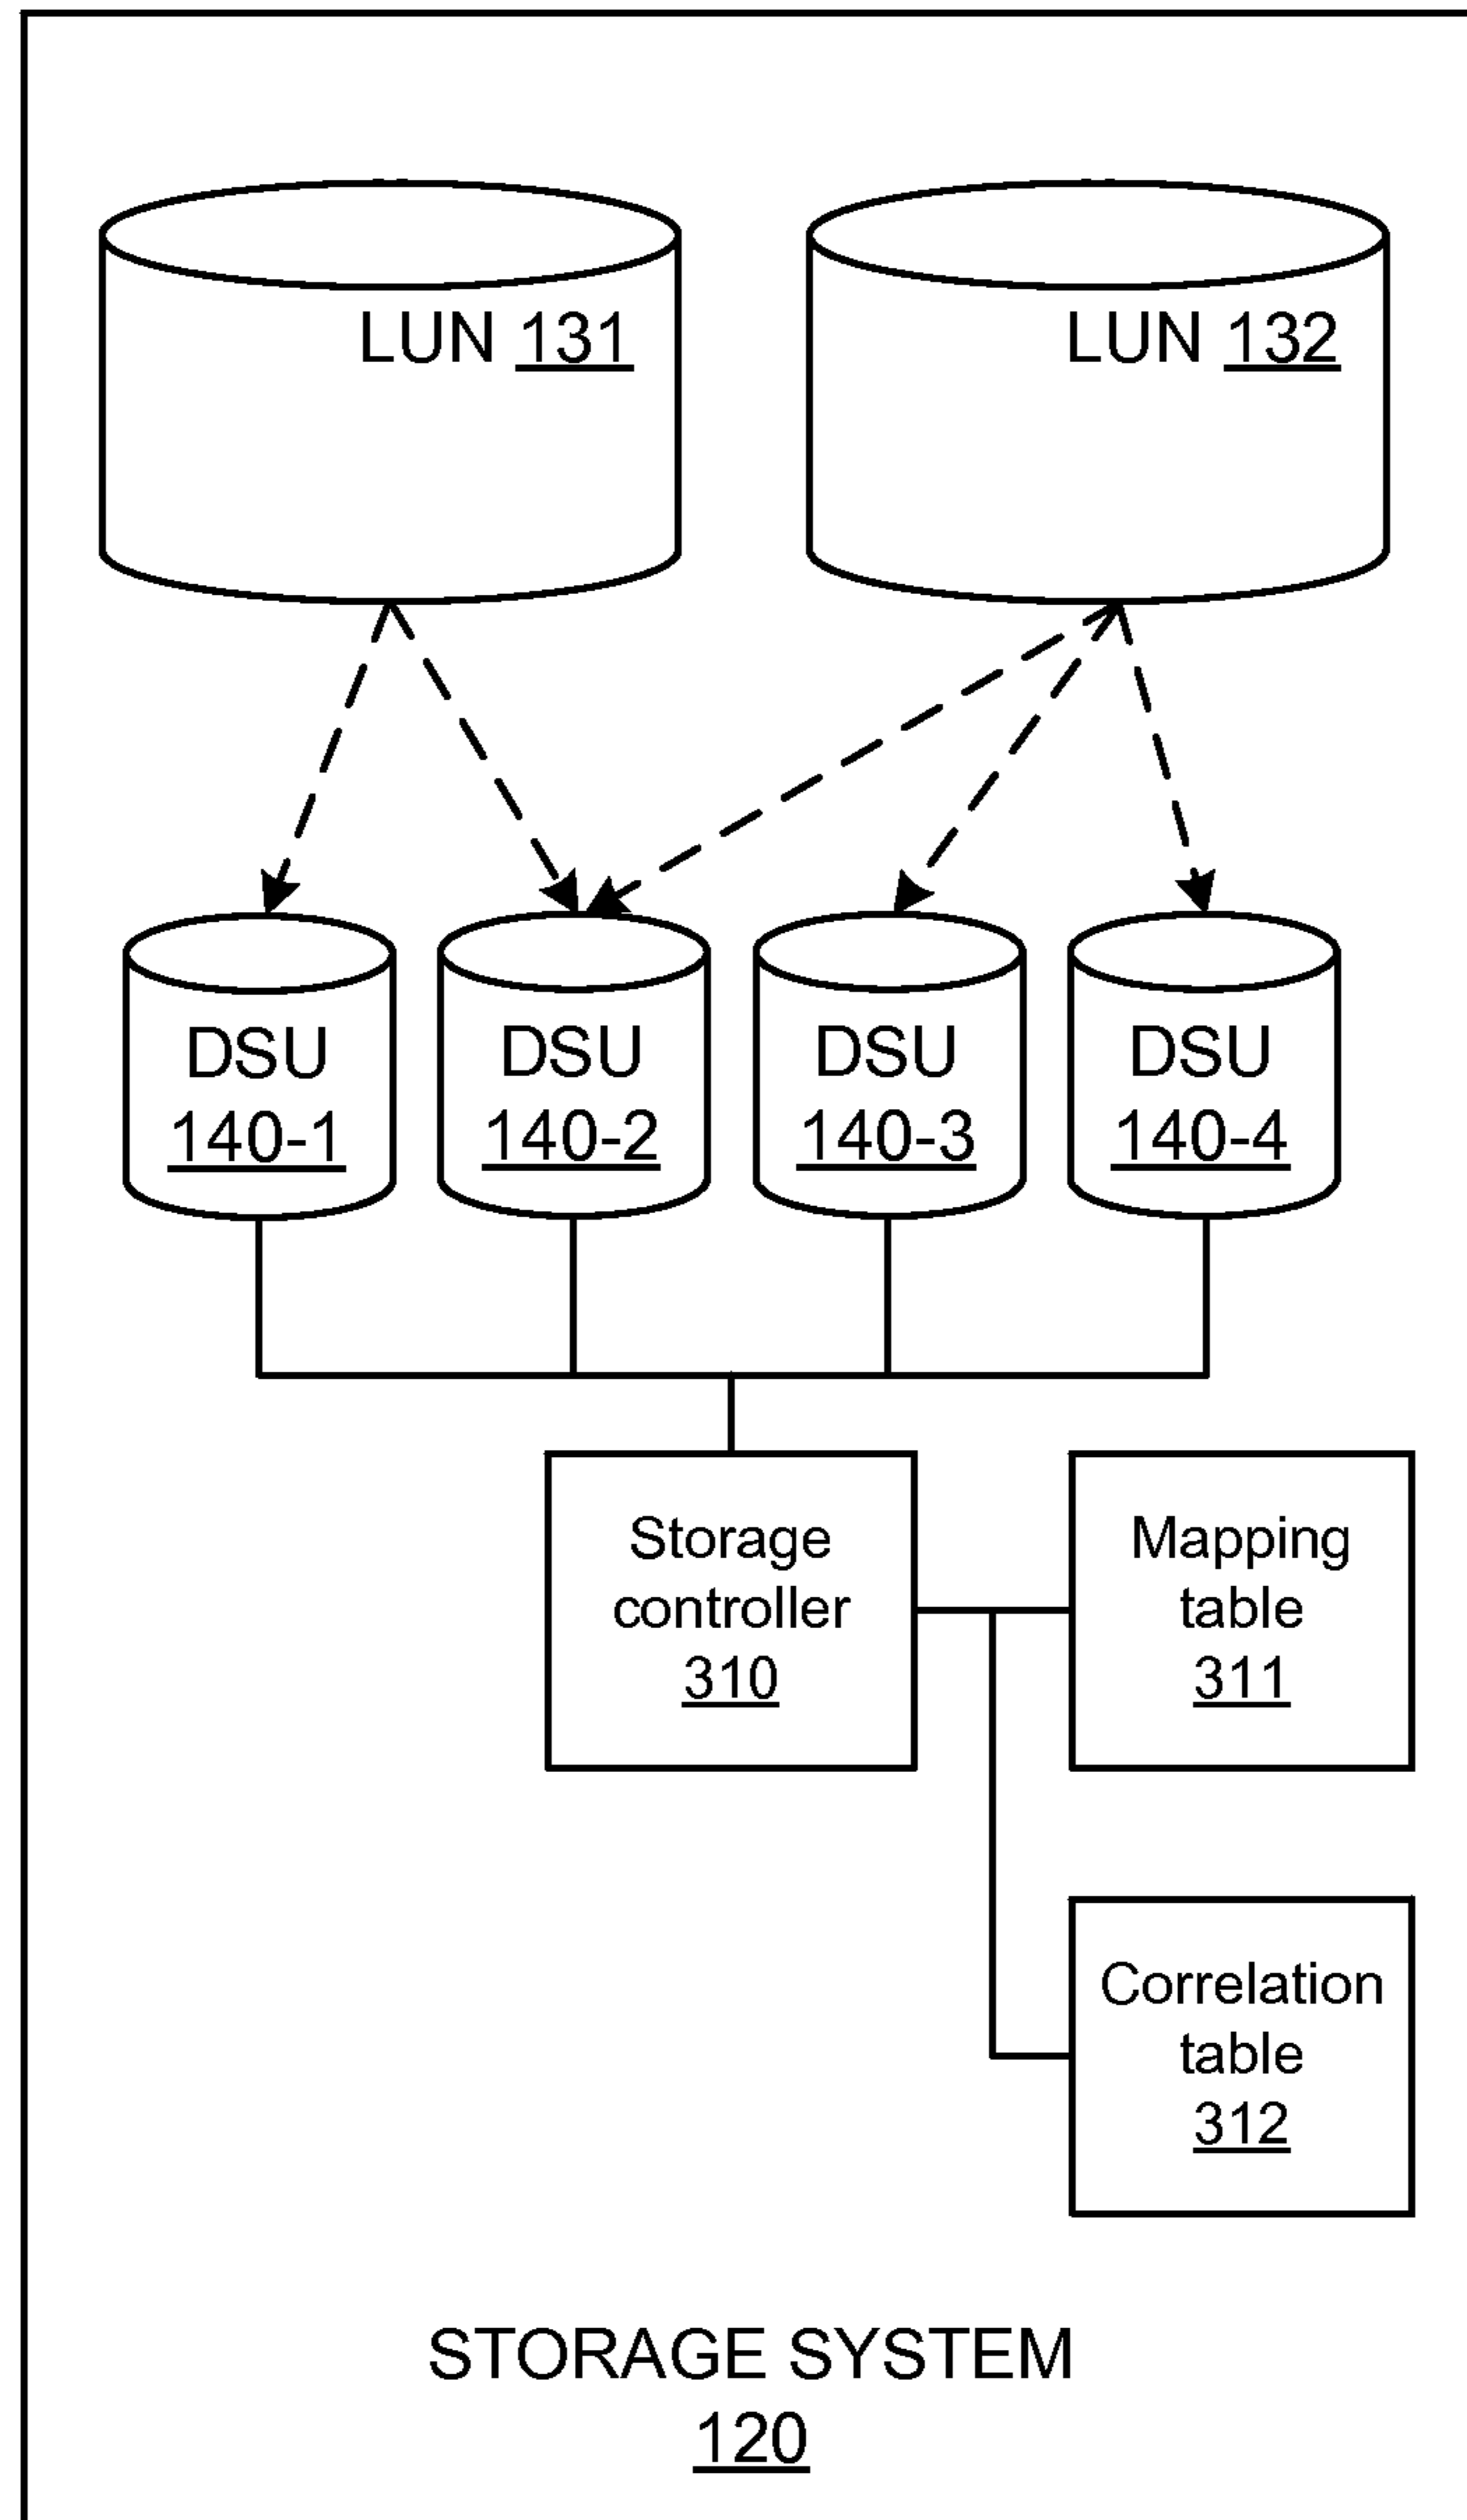 LUN 131
LUN 132
DSU
140-1
DSU
140-2
DSU
140-3
DSU
140-4
Storage
controller
310
Mapping
table
311
Correlation
table
312
STORAGE SYSTEM
120